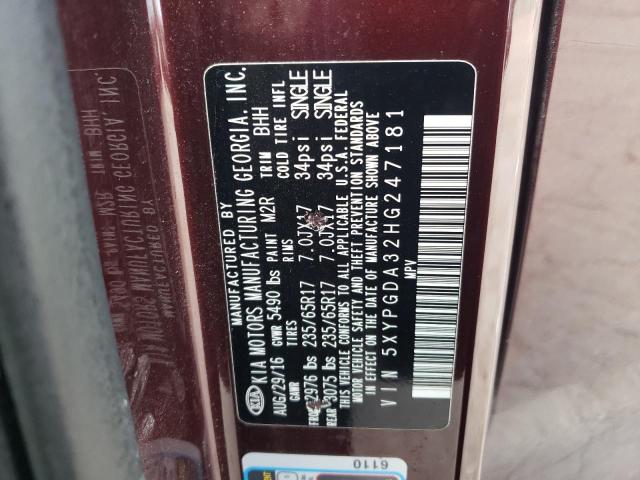 MANUFACTURED BY
KIA KIA MOTORS MANUFACTURING GEORGIA, INC.
AUG/29/16 GVWR 5490 lbs PAINT M2R TRIM BHH
GAWR TIRES RIMS COLD TIRE INFL
2976 lbs 235/65R17 7.0JX17 34psi SINGLE
REAR 3075 lbs 235/65R17 7.0JX17 34psi SINGLE
THIS VEHICLE CONFORMS TO ALL APPLICABLE U.S.A. FEDERAL
MOTOR VEHICLE SAFETY AND THEFT PREVENTION STANDARDS
IN EFFECT ON THE DATE OF MANUFACTURE SHOWN ABOVE
VIN 5XYPGDA32HG247181
MPV
6110